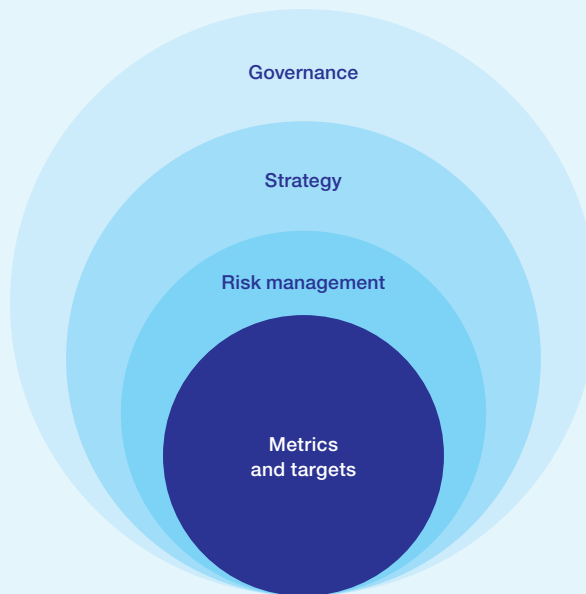 Governance
Strategy
Risk management
Metrics
and targets